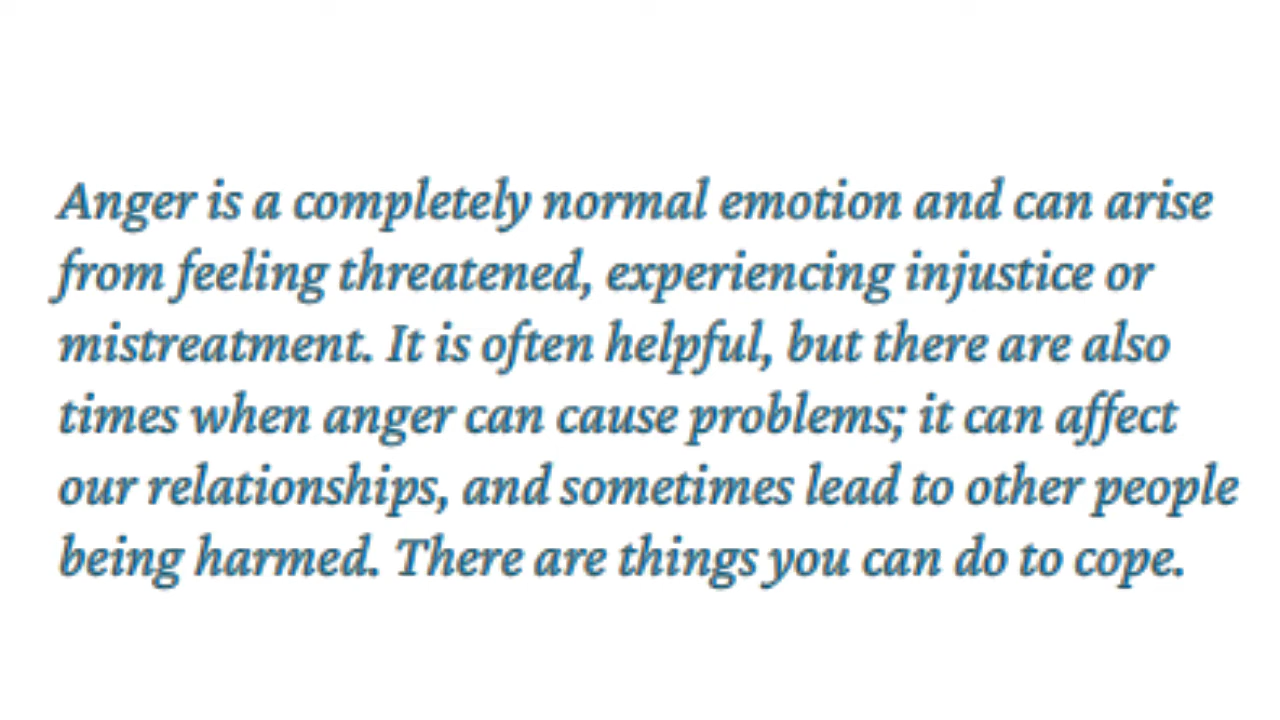 Anger is a completely normal emotion and can arise
from feeling threatened, experiencing injustice or
mistreatment. It is often helpful, but there are also
times when anger can cause problems; it can affect
our relationships, and sometimes lead to other people
being harmed. There are things you can do to cope.